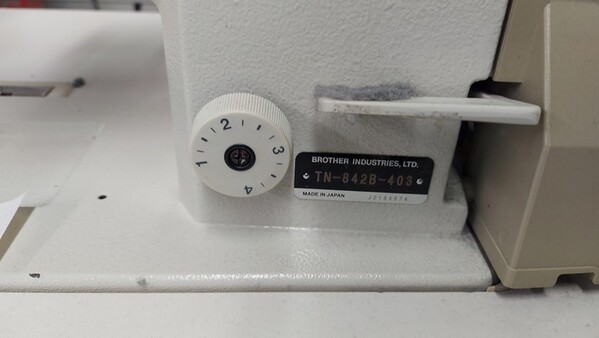 1
2
3
4
BROTHER INDUSTRIES, LTD.
TN-842B-403
MADE IN JAPAN